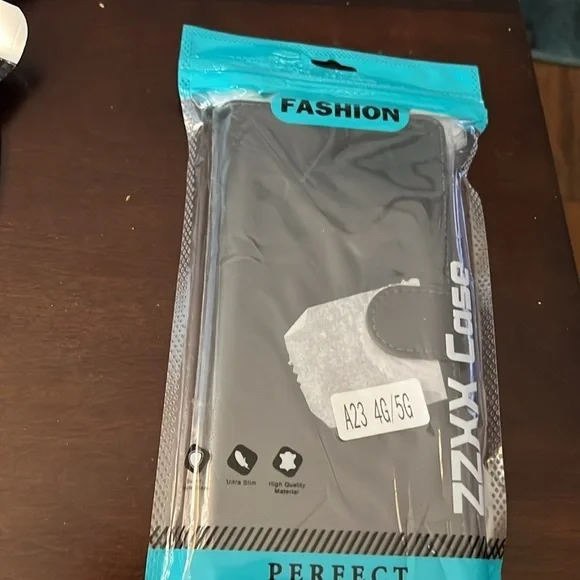 FASHION
ZZXX Case
A23 4G/5G
Ultra Slim
High Quality
Material
PERFECT